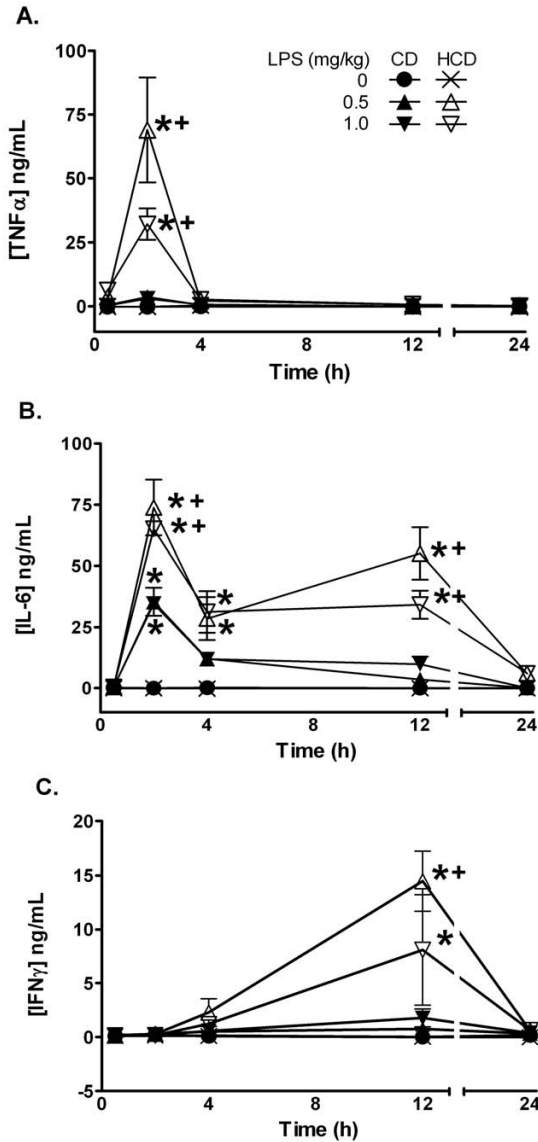 A.
LPS (mg/kg) CD HCD
0
0.5
1.0
100
75
50
25
0
[TNFα] ng/mL
*+
*+
0 4 8 12 24
Time (h)
B.
100
75
50
25
0
[IL-6] ng/mL
*+
*+
*
*
*
*
*+
*+
0 4 8 12 24
Time (h)
C.
20
15
10
5
0
-5
[IFNγ] ng/mL
*+
*
0 4 8 12 24
Time (h)